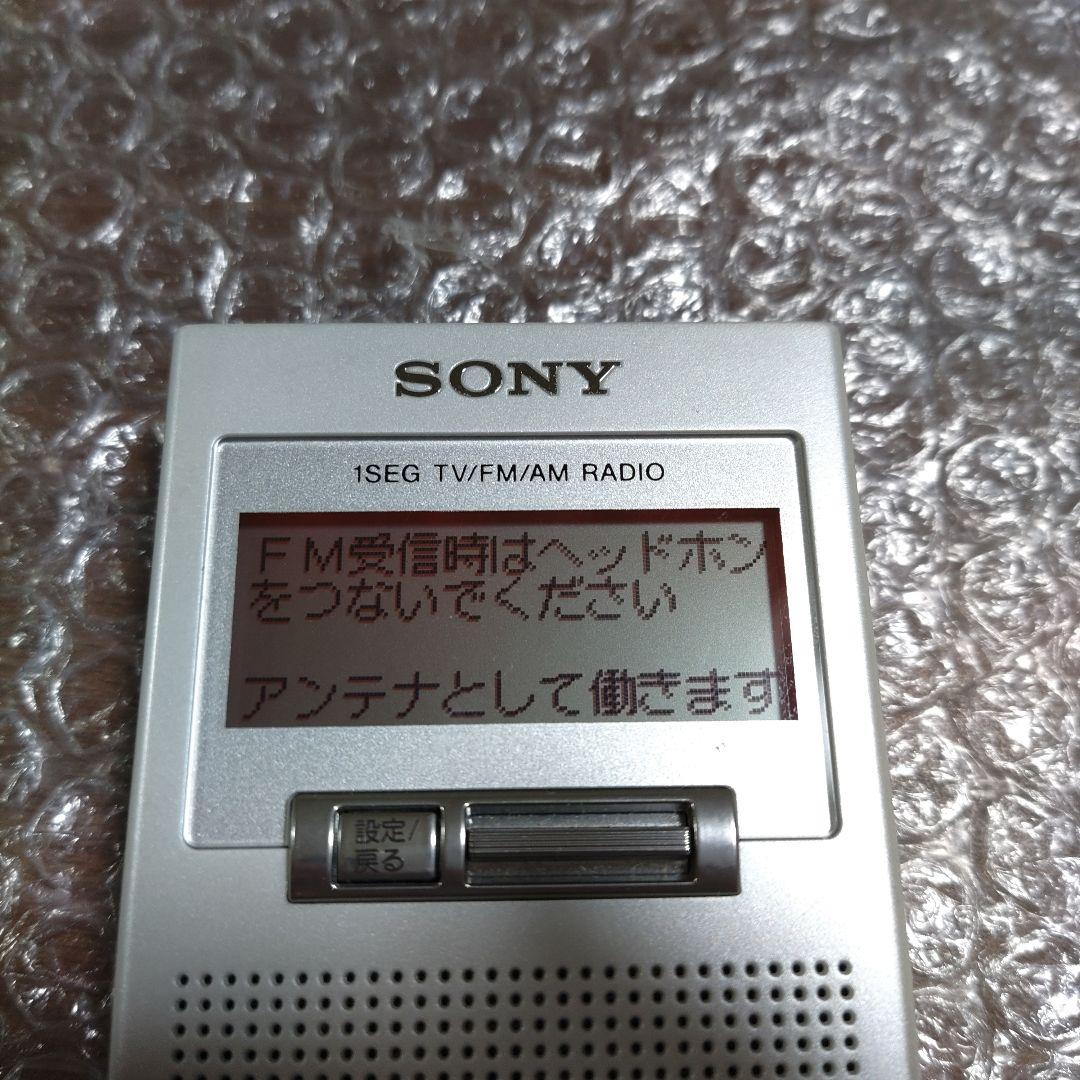 SONY
1SEG TV/FM/AM RADIO
FM受信時はヘッドホン
をつないでください
アンテナとして働きます
設定/
戻る